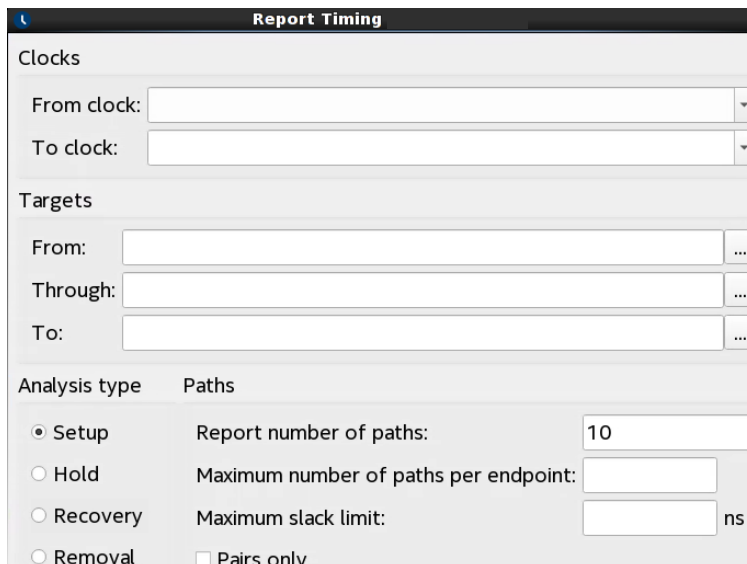 Report Timing
Clocks
From clock:
To clock:
Targets
From:
...
Through:
...
To:
...
Analysis type Paths
Setup Report number of paths: 10
Hold Maximum number of paths per endpoint:
Recovery Maximum slack limit: ns
Removal Pairs only